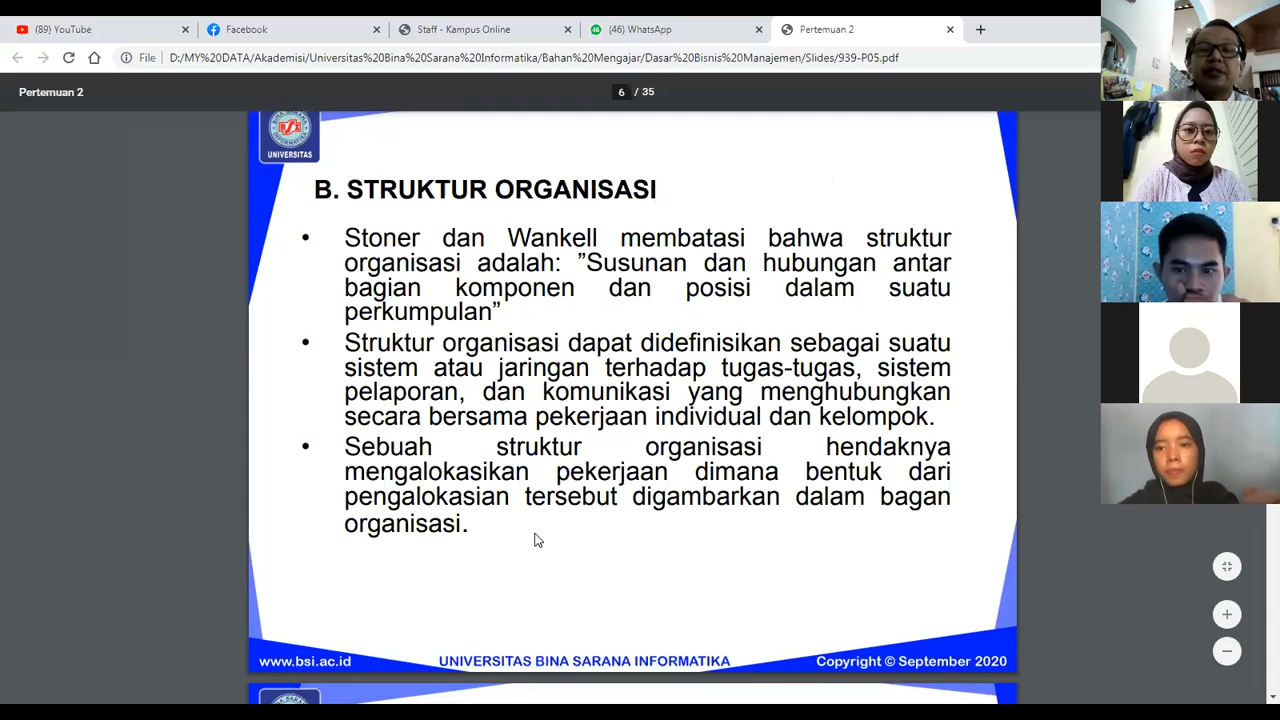 (89) YouTube
Facebook
Staff - Kampus Online
(46) WhatsApp
Pertemuan 2
File
D:/MY%20DATA/Akademisi/Universitas%20Bina%20Sarana%20Informatika/Bahan%20Mengajar/Dasar%20Bisnis%20Manajemen/Slides/939-P05.pdf
Pertemuan 2
6 / 35
UNIVERSITAS
B. STRUKTUR ORGANISASI
• Stoner dan Wankell membatasi bahwa struktur
organisasi adalah: ”Susunan dan hubungan antar
bagian komponen dan posisi dalam suatu
perkumpulan”
• Struktur organisasi dapat didefinisikan sebagai suatu
sistem atau jaringan terhadap tugas-tugas, sistem
pelaporan, dan komunikasi yang menghubungkan
secara bersama pekerjaan individual dan kelompok.
• Sebuah struktur organisasi hendaknya
mengalokasikan pekerjaan dimana bentuk dari
pengalokasian tersebut digambarkan dalam bagan
organisasi.
www.bsi.ac.id
UNIVERSITAS BINA SARANA INFORMATIKA
Copyright © September 2020